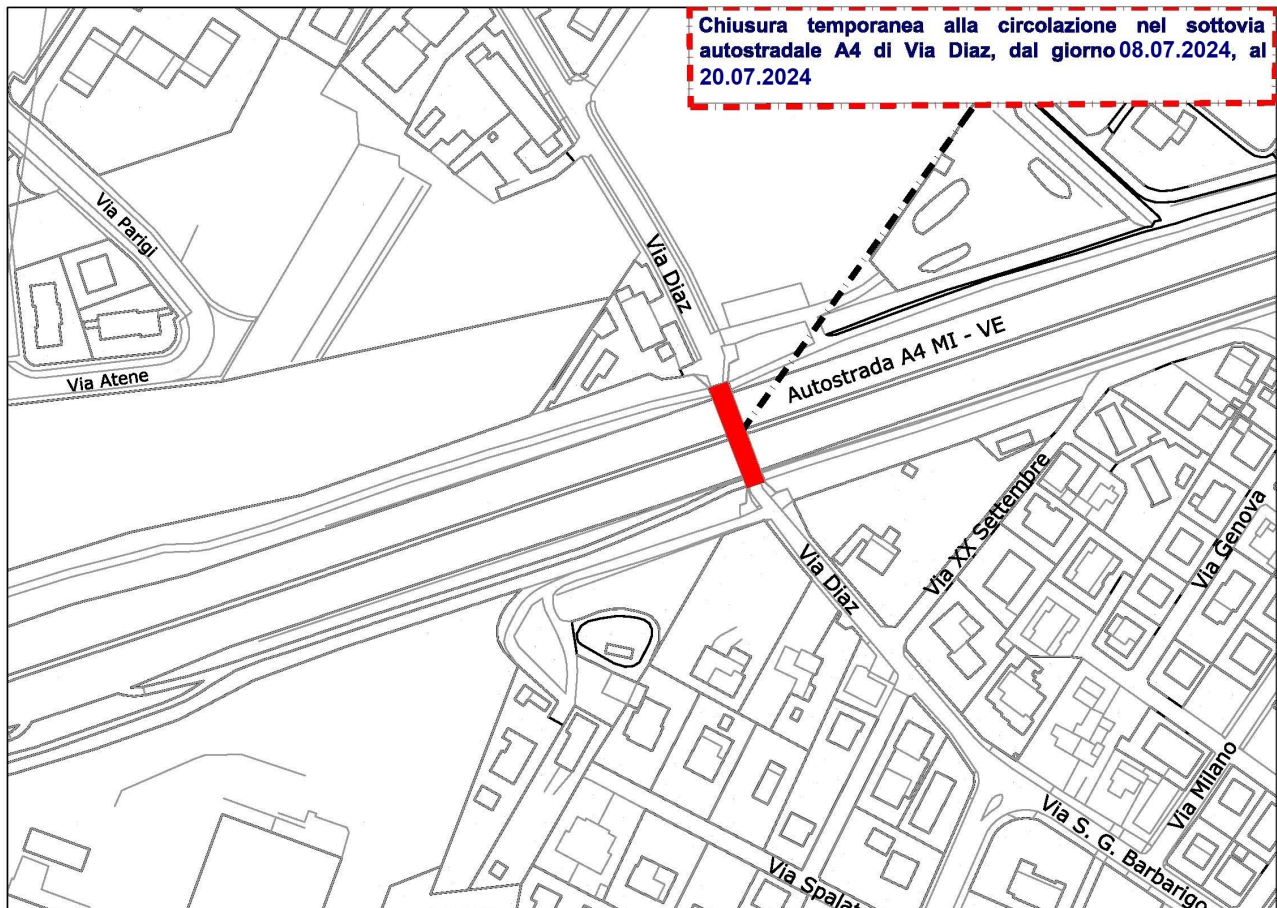 Chiusura temporanea alla circolazione nel sottovia
autostradale A4 di Via Diaz, dal giorno 08.07.2024, al
20.07.2024
Via Parigi
Via Diaz
Autostrada A4 MI - VE
Via Atene
Via XX Settembre
Via Genova
Via Diaz
Via Milano
Via S. G. Barbarigo
Via Spalat